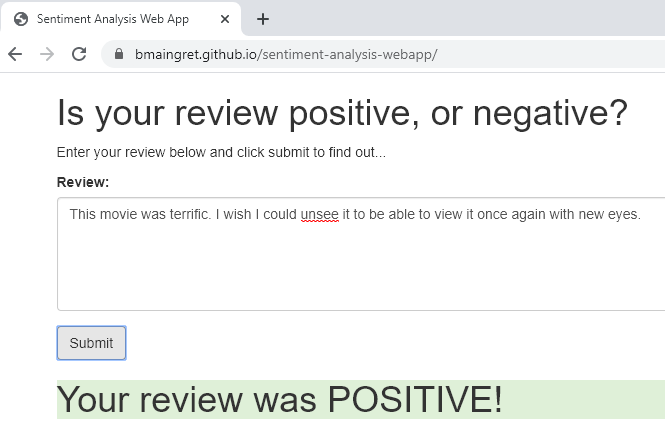 Sentiment Analysis Web App
bmaingret.github.io/sentiment-analysis-webapp/
Is your review positive, or negative?
Enter your review below and click submit to find out...
Review:
This movie was terrific. I wish I could unsee it to be able to view it once again with new eyes.
Submit
Your review was POSITIVE!